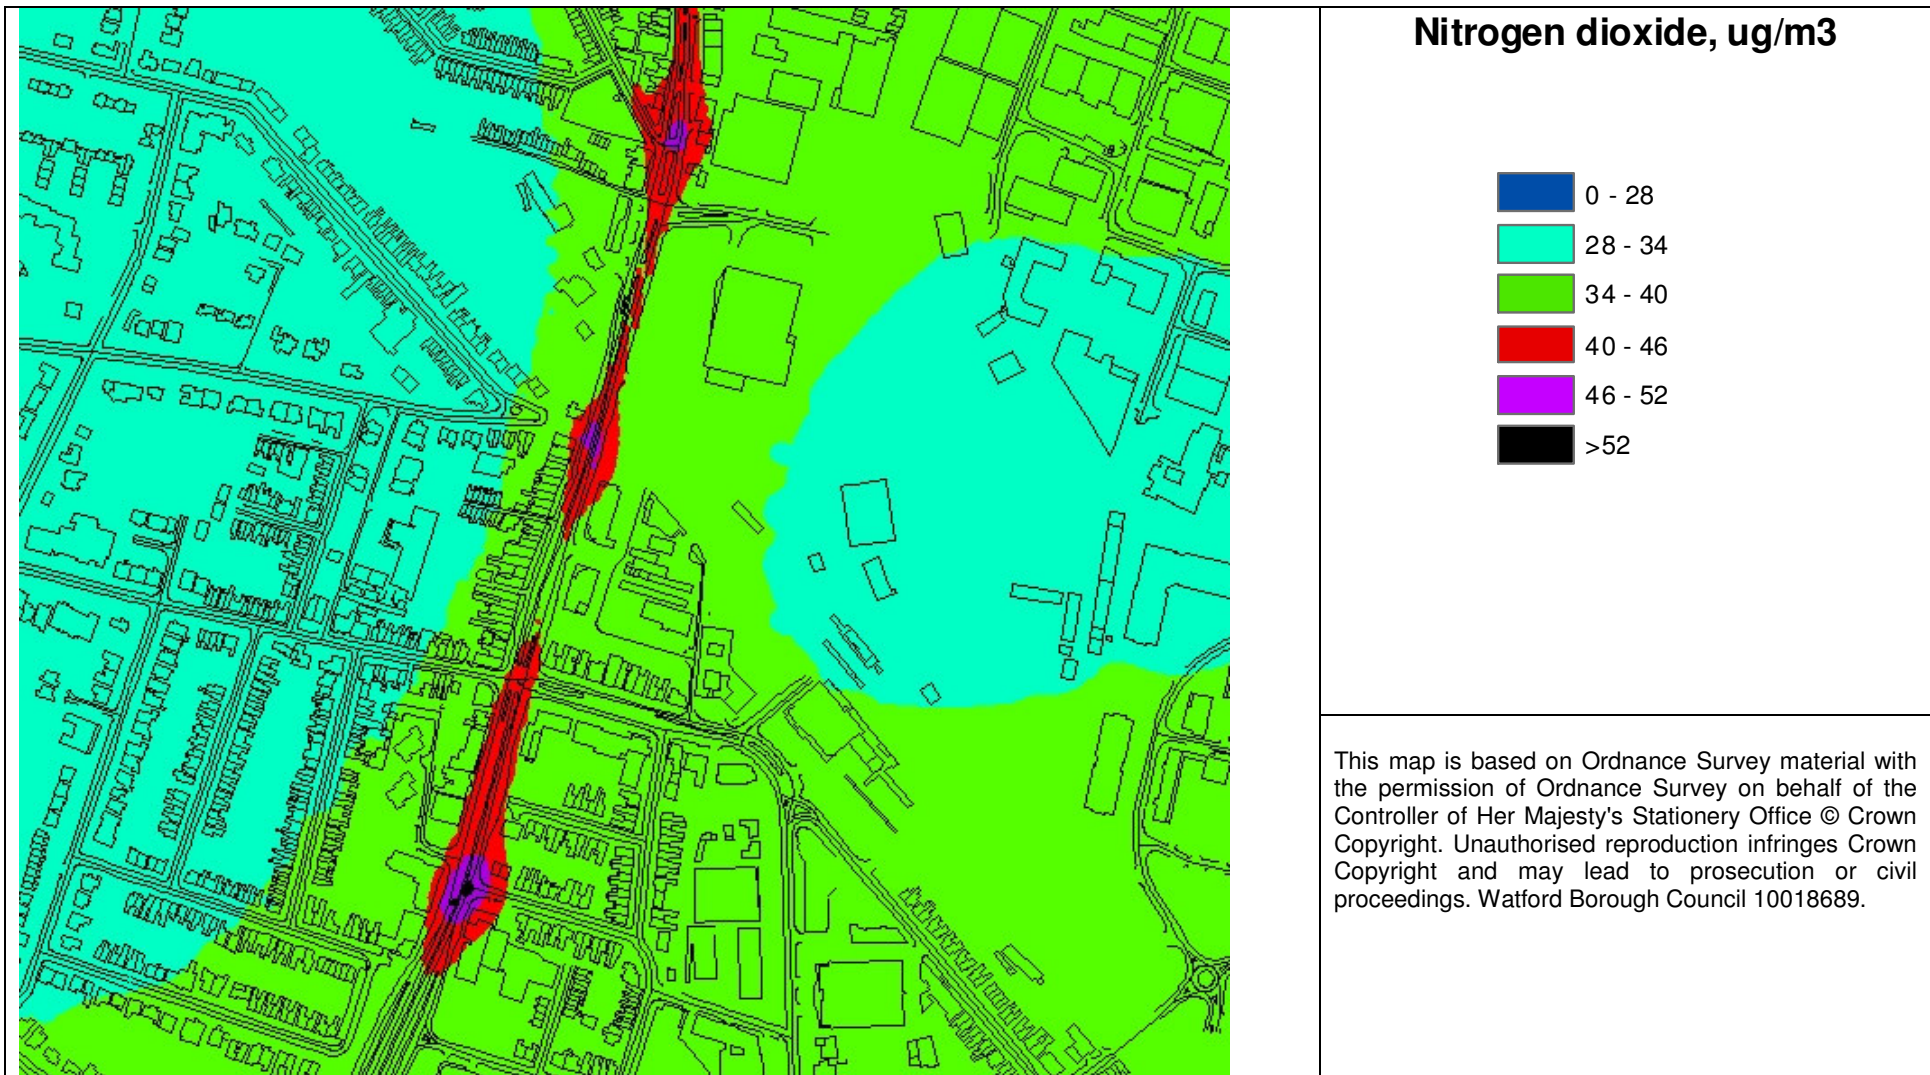 Nitrogen dioxide, ug/m3
0 - 28
28 - 34
34 - 40
40 - 46
46 - 52
>52
This map is based on Ordnance Survey material with
the permission of Ordnance Survey on behalf of the
Controller of Her Majesty's Stationery Office © Crown
Copyright. Unauthorised reproduction infringes Crown
Copyright and may lead to prosecution or civil
proceedings. Watford Borough Council 10018689.